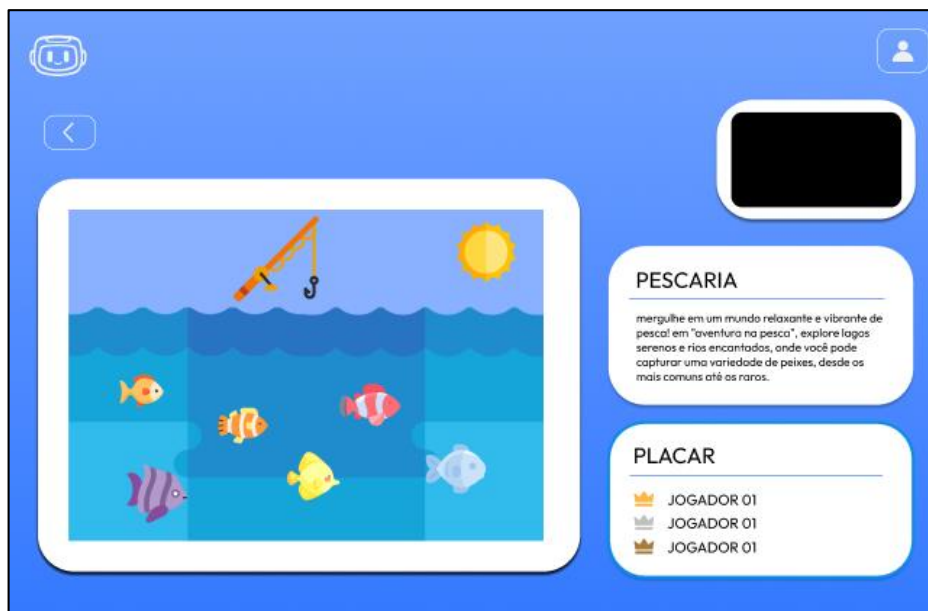 PESCARIA
mergulhe em um mundo relaxante e vibrante de
pesca! em "aventura na pesca", explore lagos
serenos e rios encantados, onde você pode
capturar uma variedade de peixes, desde os
mais comuns até os raros.
PLACAR
JOGADOR 01
JOGADOR 01
JOGADOR 01